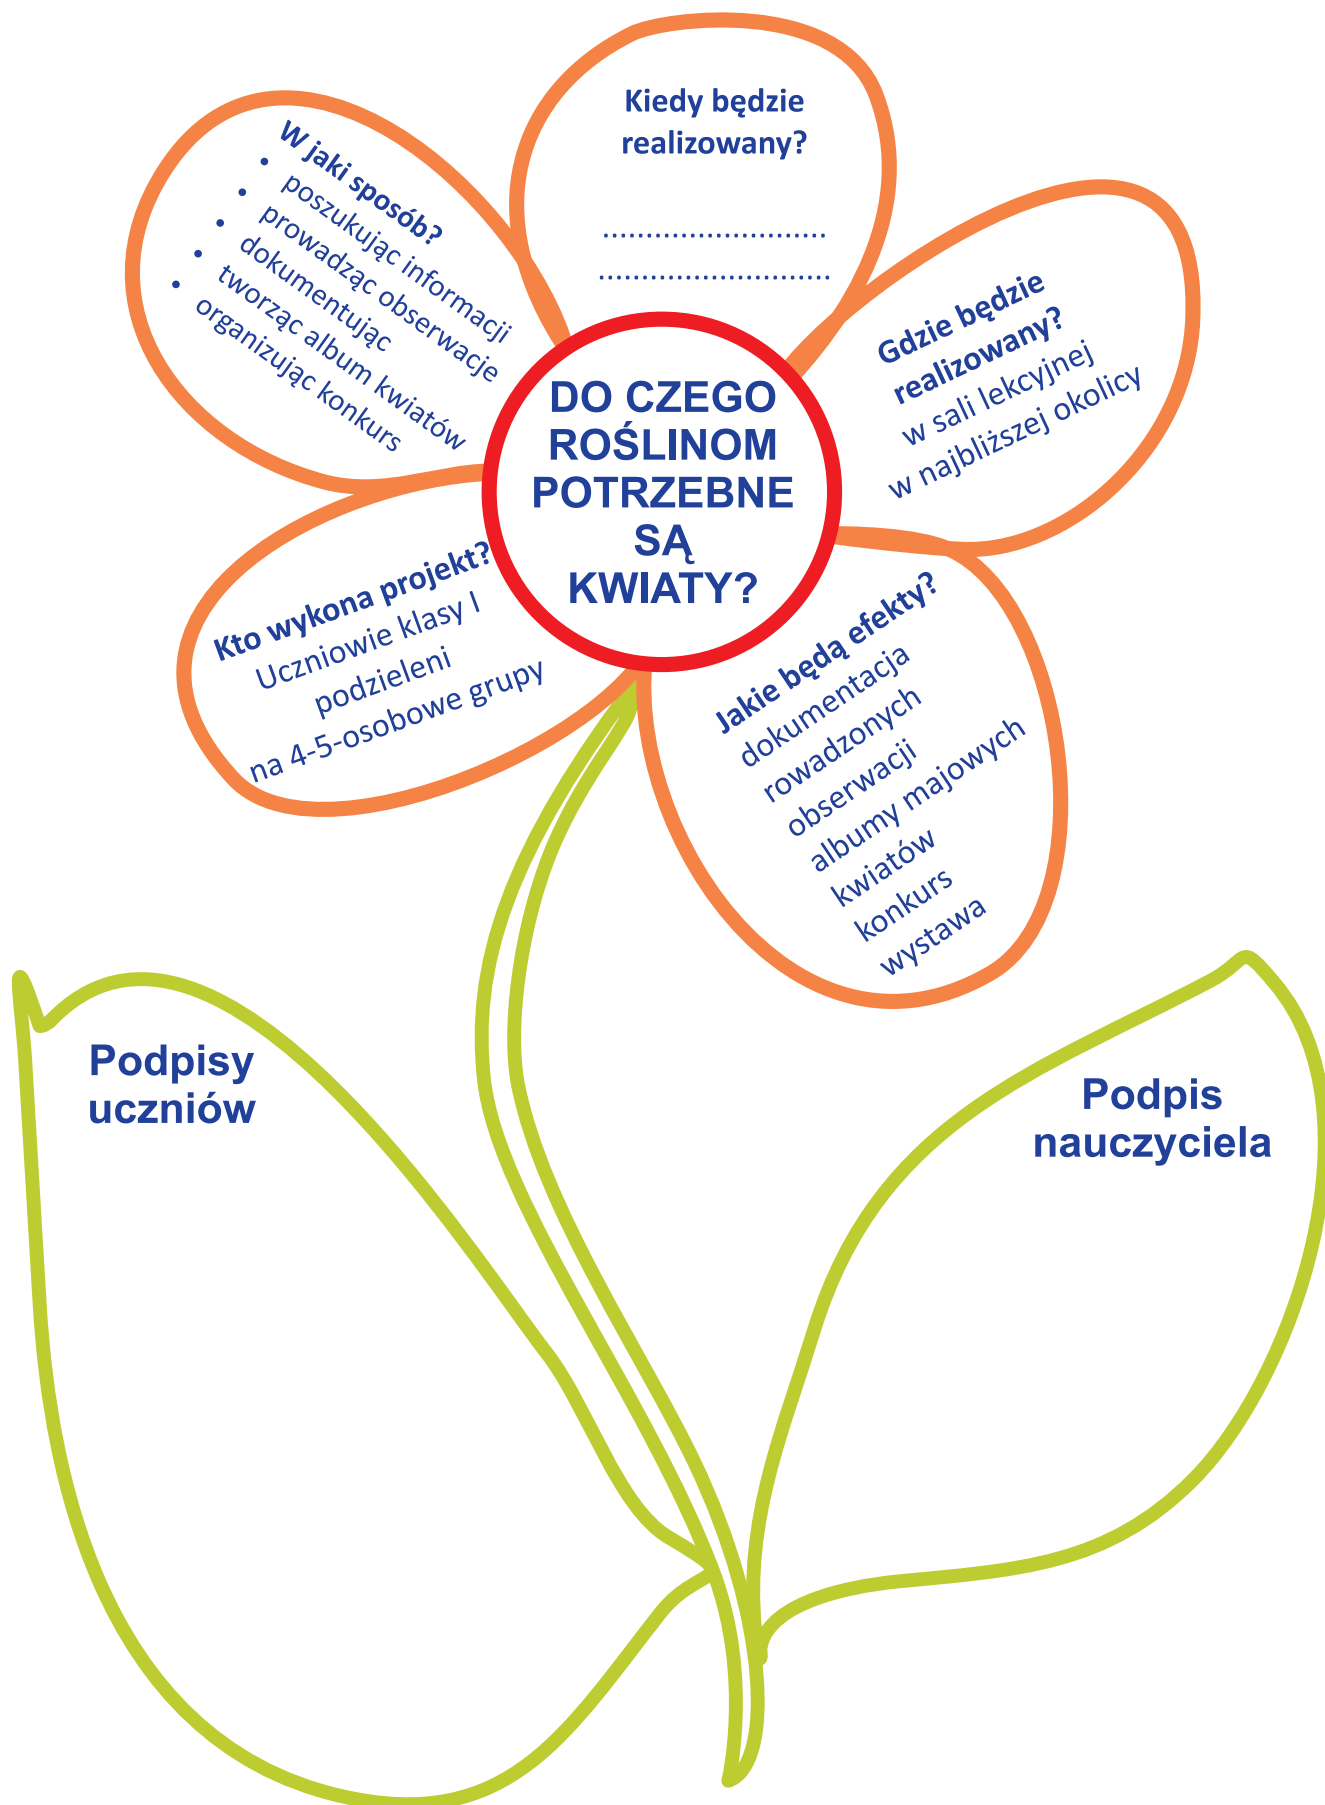 Kiedy będzie
realizowany?
..........................
...........................
W jaki sposób?
• poszukując informacji
• prowadząc obserwacje
• dokumentując
• tworząc album kwiatów
• organizując konkurs
Gdzie będzie
realizowany?
w sali lekcyjnej
w najbliższej okolicy
DO CZEGO
ROŚLINOM
POTRZEBNE
SĄ
KWIATY?
Kto wykona projekt?
Uczniowie klasy I
podzieleni
na 4-5-osobowe grupy
Jakie będą efekty?
dokumentacja
rowadzonych
obserwacji
albumy majowych
kwiatów
konkurs
wystawa
Podpisy
uczniów
Podpis
nauczyciela